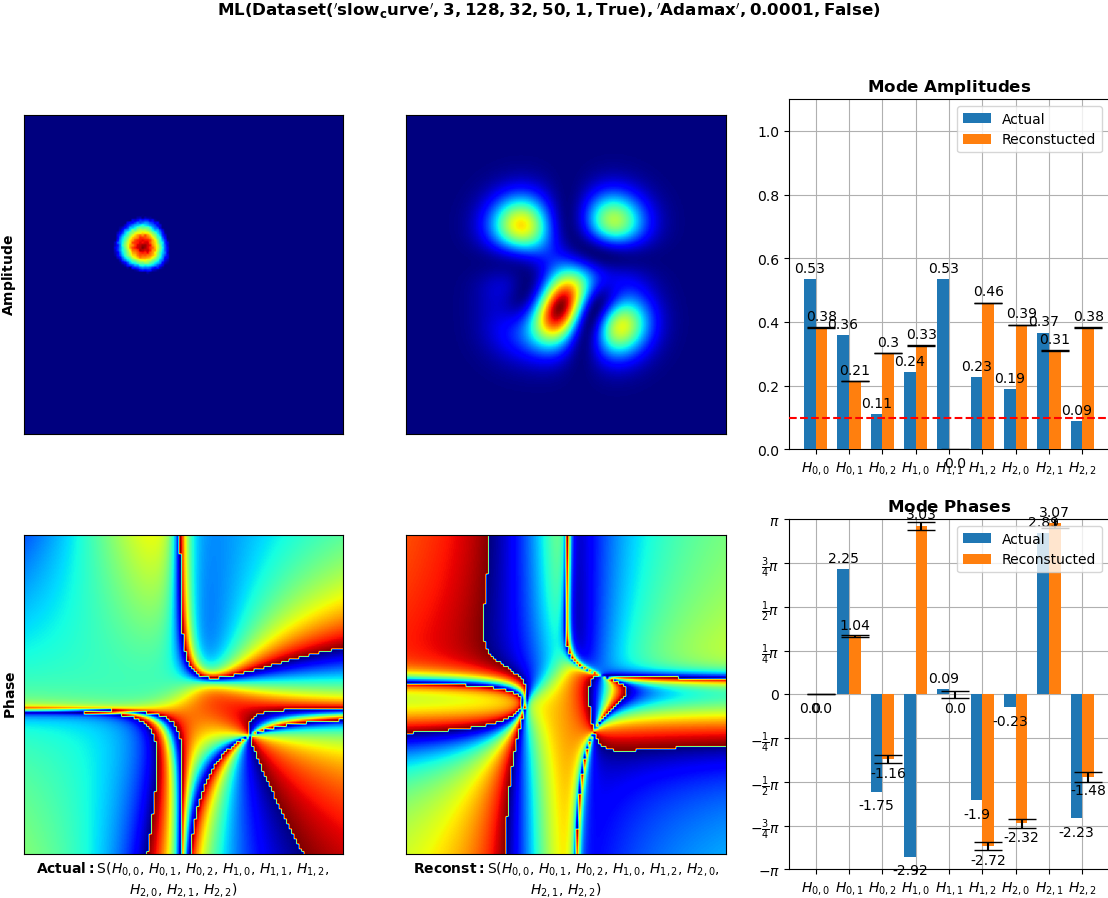 ML(Dataset('slow_curve', 3, 128, 32, 50, 1, True), 'Adamax', 0.0001, False)
Amplitude
Mode Amplitudes
Actual
Reconstucted
1.0
0.8
0.6
0.4
0.2
0.0
0.53
0.38
0.36
0.21
0.11
0.3
0.24
0.33
0.53
0.0
0.23
0.46
0.19
0.39
0.37
0.31
0.09
0.38
H0,0 H0,1 H0,2 H1,0 H1,1 H1,2 H2,0 H2,1 H2,2
Phase
Actual: S(H0,0, H0,1, H0,2, H1,0, H1,1, H1,2,
H2,0, H2,1, H2,2)
Reconst: S(H0,0, H0,1, H0,2, H1,0, H1,2, H2,0,
H2,1, H2,2)
Mode Phases
Actual
Reconstucted
π
3/4π
1/2π
1/4π
0
−1/4π
−1/2π
−3/4π
−π
0.0
0.0
2.25
1.04
-1.75
-1.16
-2.92
3.03
0.09
0.0
-1.9
-2.72
-0.23
-2.32
3.07
-2.23
-1.48
H0,0 H0,1 H0,2 H1,0 H1,1 H1,2 H2,0 H2,1 H2,2